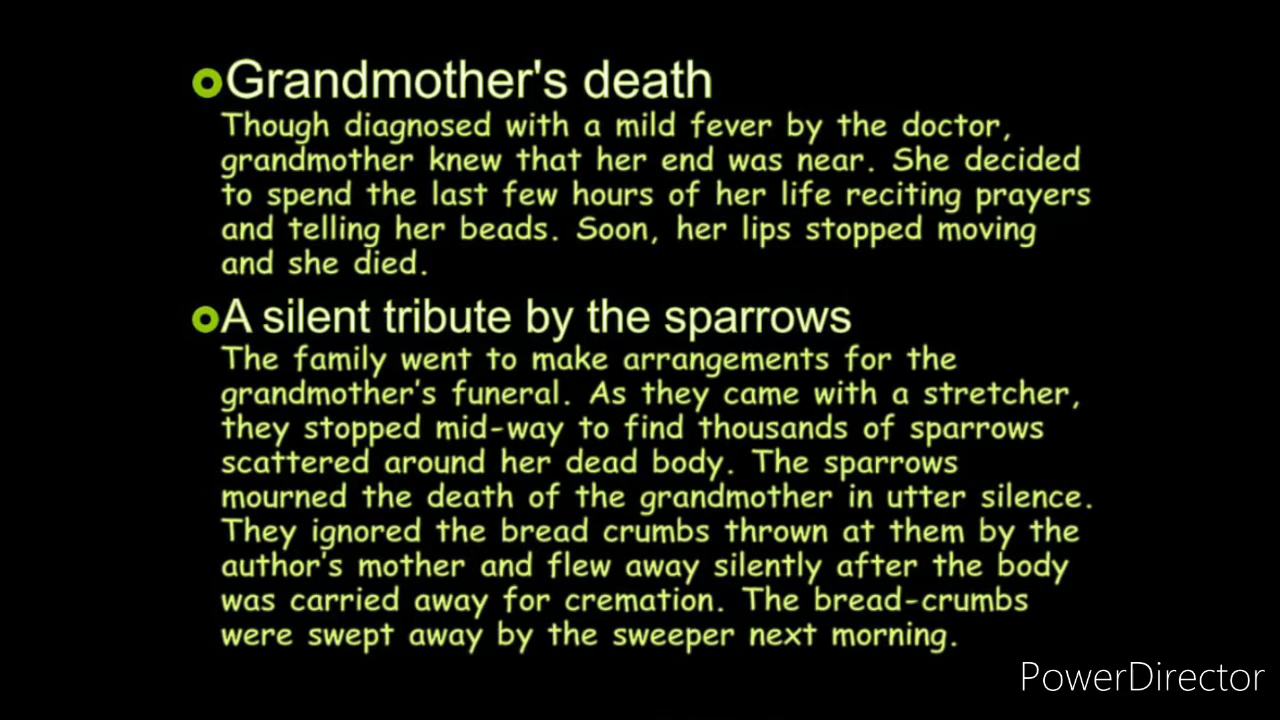 Grandmother's death
Though diagnosed with a mild fever by the doctor,
grandmother knew that her end was near. She decided
to spend the last few hours of her life reciting prayers
and telling her beads. Soon, her lips stopped moving
and she died.
A silent tribute by the sparrows
The family went to make arrangements for the
grandmother's funeral. As they came with a stretcher,
they stopped mid-way to find thousands of sparrows
scattered around her dead body. The sparrows
mourned the death of the grandmother in utter silence.
They ignored the bread crumbs thrown at them by the
author's mother and flew away silently after the body
was carried away for cremation. The bread-crumbs
were swept away by the sweeper next morning.
PowerDirector